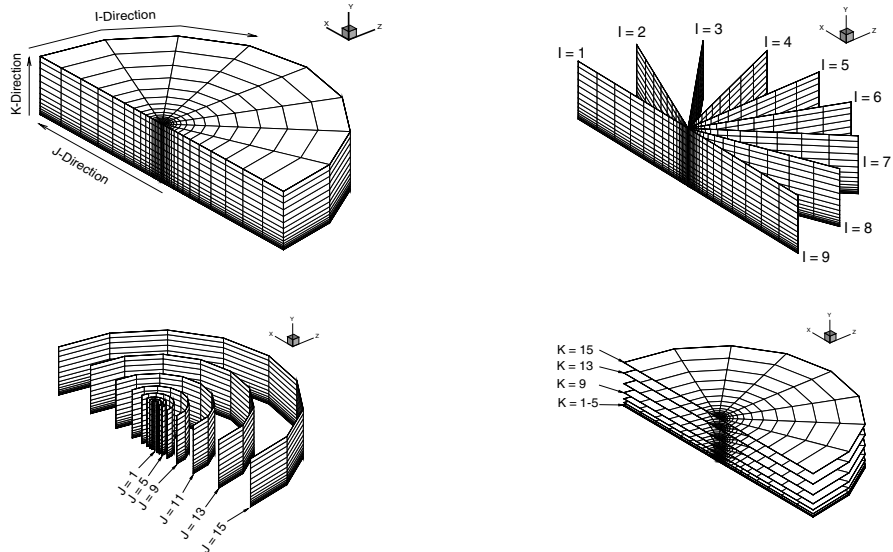 I-Direction
K-Direction
J-Direction
Y
X
Z
I = 1
I = 2
I = 3
I = 4
I = 5
I = 6
I = 7
I = 8
I = 9
Y
X
Z
J = 1
J = 5
J = 9
J = 11
J = 13
J = 15
Y
X
Z
K = 15
K = 13
K = 9
K = 1-5
Y
X
Z